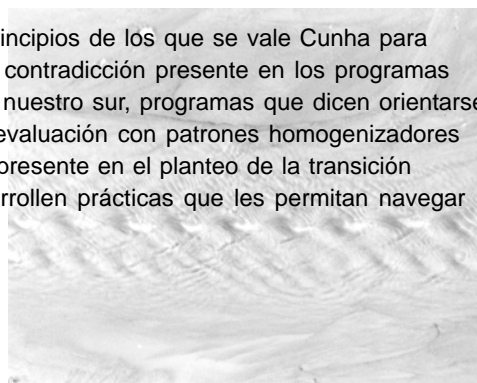 incipios de los que se vale Cunha para
contradicción presente en los programas
nuestro sur, programas que dicen orientarse
evaluación con patrones homogenizadores
presente en el planteo de la transición
rrollen prácticas que les permitan navegar